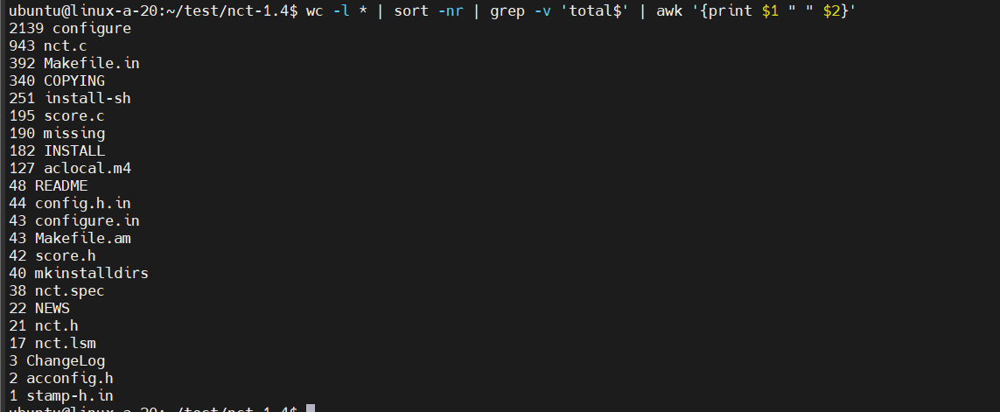 ubuntu@linux-a-20:~/test/nct-1.4$ wc -l * | sort -nr | grep -v 'total$' | awk '{print $1 " " $2}'
2139 configure
943 nct.c
392 Makefile.in
340 COPYING
251 install-sh
195 score.c
190 missing
182 INSTALL
127 aclocal.m4
48 README
44 config.h.in
43 configure.in
43 Makefile.am
42 score.h
40 mkinstalldirs
38 nct.spec
22 NEWS
21 nct.h
17 nct.lsm
3 ChangeLog
2 acconfig.h
1 stamp-h.in
ubuntu@linux-a-20:~/test/nct-1.4$